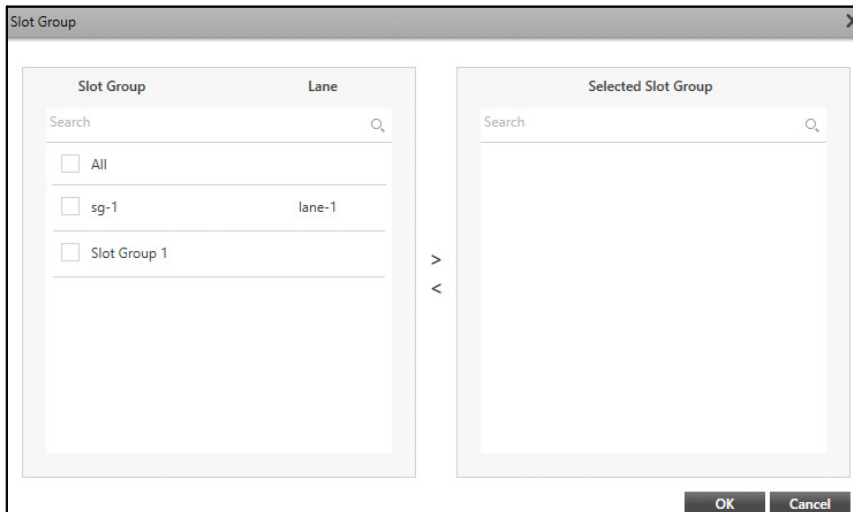 Slot Group
Slot Group Lane
Search
All
sg-1 lane-1
Slot Group 1
>
<
Selected Slot Group
Search
OK Cancel